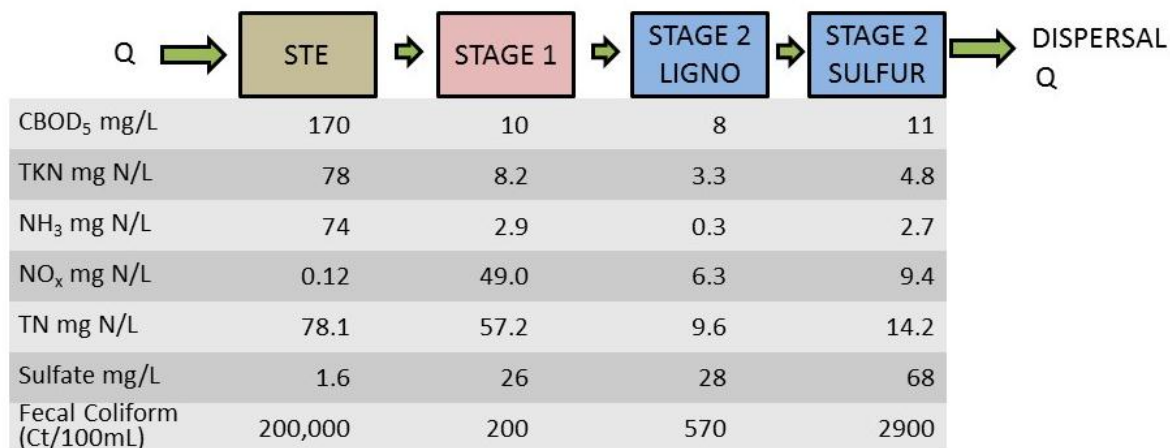 Q STE STAGE 1 STAGE 2 LIGNO STAGE 2 SULFUR DISPERSAL Q
CBOD₅ mg/L 170 10 8 11
TKN mg N/L 78 8.2 3.3 4.8
NH₃ mg N/L 74 2.9 0.3 2.7
NOₓ mg N/L 0.12 49.0 6.3 9.4
TN mg N/L 78.1 57.2 9.6 14.2
Sulfate mg/L 1.6 26 28 68
Fecal Coliform
(Ct/100mL) 200,000 200 570 2900